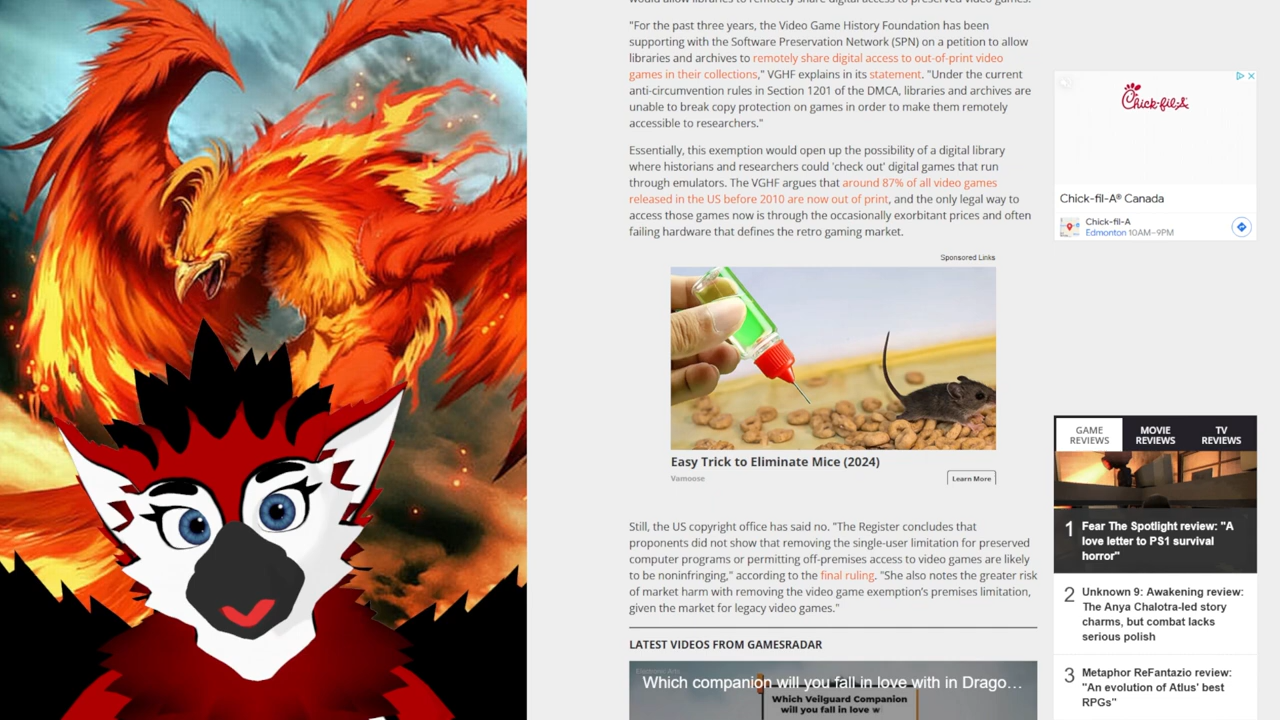 would allow libraries to remotely share digital access to preserved video games.
"For the past three years, the Video Game History Foundation has been
supporting with the Software Preservation Network (SPN) on a petition to allow
libraries and archives to remotely share digital access to out-of-print video
games in their collections," VGHF explains in its statement. "Under the current
anti-circumvention rules in Section 1201 of the DMCA, libraries and archives are
unable to break copy protection on games in order to make them remotely
accessible to researchers."
Essentially, this exemption would open up the possibility of a digital library
where historians and researchers could 'check out' digital games that run
through emulators. The VGHF argues that around 87% of all video games
released in the US before 2010 are now out of print, and the only legal way to
access those games now is through the occasionally exorbitant prices and often
failing hardware that defines the retro gaming market.
Sponsored Links
Easy Trick to Eliminate Mice (2024)
Vamoose
Learn More
Still, the US copyright office has said no. "The Register concludes that
proponents did not show that removing the single-user limitation for preserved
computer programs or permitting off-premises access to video games are likely
to be noninfringing," according to the final ruling. "She also notes the greater risk
of market harm with removing the video game exemption's premises limitation,
given the market for legacy video games."
LATEST VIDEOS FROM GAMESRADAR
Which companion will you fall in love with in Drago...
Which Veilguard Companion
will you fall in love w
Chick-fil-A
Chick-fil-A® Canada
Chick-fil-A
Edmonton 10AM–9PM
GAME REVIEWS
MOVIE REVIEWS
TV REVIEWS
1 Fear The Spotlight review: "A
love letter to PS1 survival
horror"
2 Unknown 9: Awakening review:
The Anya Chalotra-led story
charms, but combat lacks
serious polish
3 Metaphor ReFantazio review:
"An evolution of Atlus' best
RPGs"